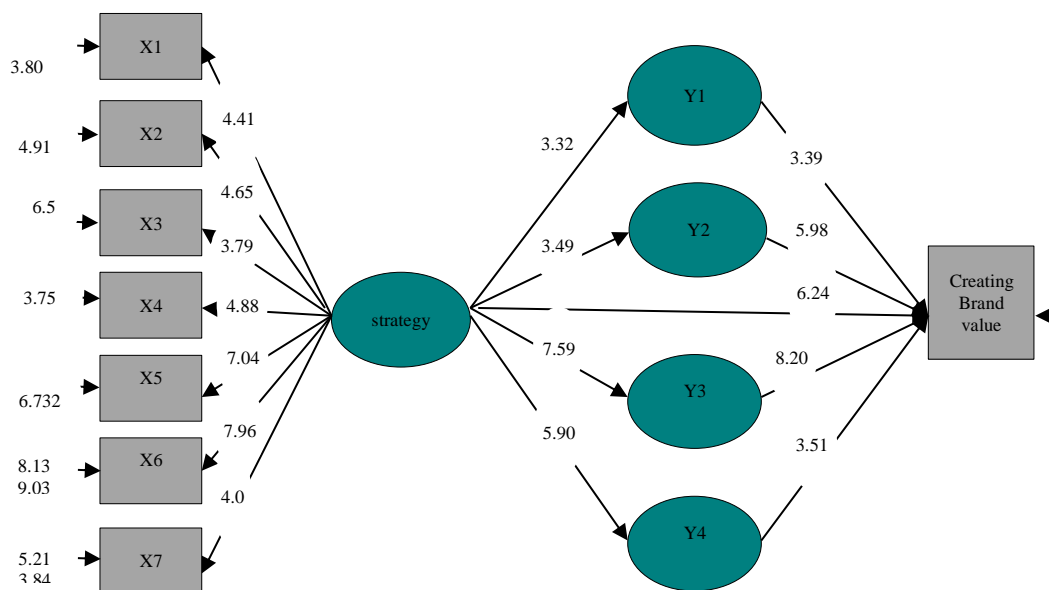 X1
3.80
X2
4.91
X3
6.5
X4
3.75
X5
6.732
X6
8.13
9.03
X7
5.21
3.84
4.41
4.65
3.79
4.88
7.04
7.96
4.0
strategy
3.32
3.49
7.59
5.90
Y1
Y2
Y3
Y4
3.39
5.98
6.24
8.20
3.51
Creating
Brand
value